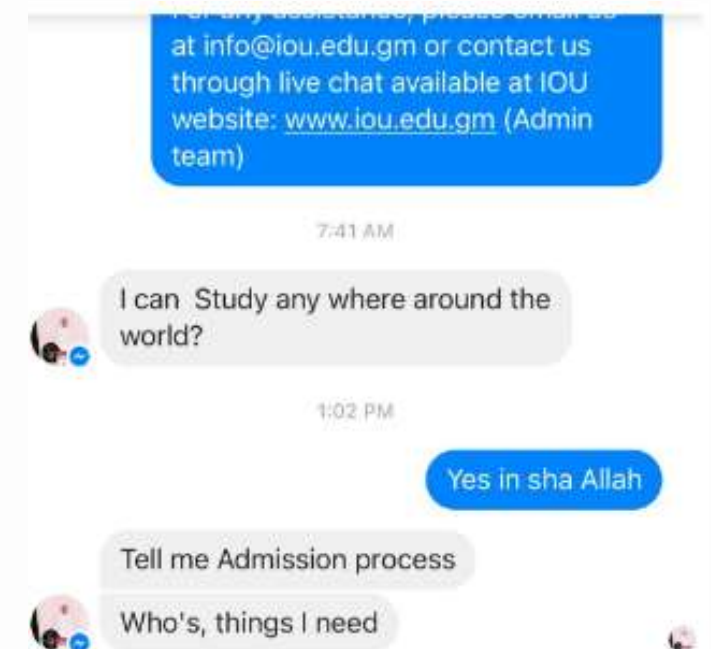 at info@iou.edu.gm or contact us
through live chat available at IOU
website: www.iou.edu.gm (Admin
team)
7:41 AM
I can Study any where around the
world?
1:02 PM
Yes in sha Allah
Tell me Admission process
Who's, things I need